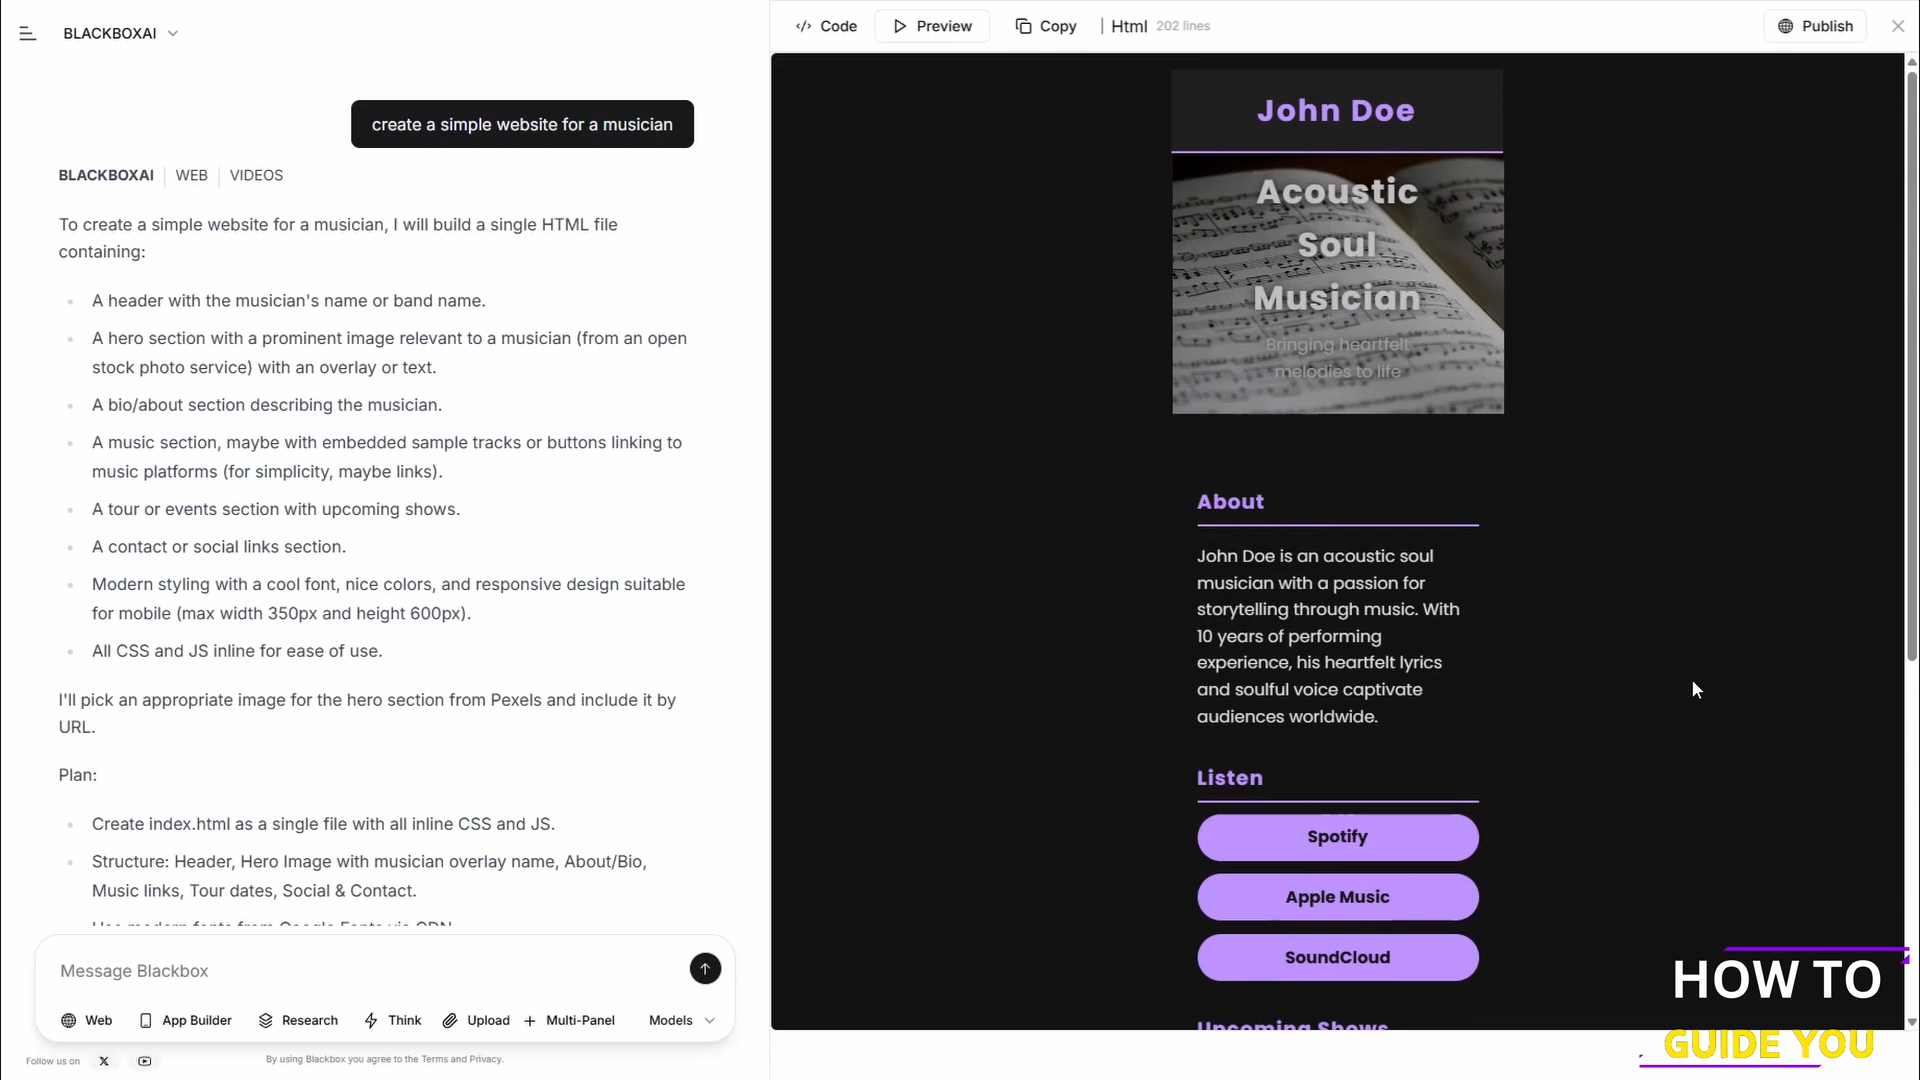 BLACKBOXAI
create a simple website for a musician
BLACKBOXAI
WEB
VIDEOS
To create a simple website for a musician, I will build a single HTML file
containing:
A header with the musician's name or band name.
A hero section with a prominent image relevant to a musician (from an open
stock photo service) with an overlay or text.
A bio/about section describing the musician.
A music section, maybe with embedded sample tracks or buttons linking to
music platforms (for simplicity, maybe links).
A tour or events section with upcoming shows.
A contact or social links section.
Modern styling with a cool font, nice colors, and responsive design suitable
for mobile (max width 350px and height 600px).
All CSS and JS inline for ease of use.
I'll pick an appropriate image for the hero section from Pexels and include it by
URL.
Plan:
Create index.html as a single file with all inline CSS and JS.
Structure: Header, Hero Image with musician overlay name, About/Bio,
Music links, Tour dates, Social & Contact.
Use modern fonts from Google Fonts via CDN
Message Blackbox
Web
App Builder
Research
Think
Upload
Multi-Panel
Models
Follow us on
By using Blackbox you agree to the Terms and Privacy.
Code
Preview
Copy
Html
202 lines
Publish
John Doe
Acoustic
Soul
Musician
Bringing heartfelt
melodies to life
About
John Doe is an acoustic soul
musician with a passion for
storytelling through music. With
10 years of performing
experience, his heartfelt lyrics
and soulful voice captivate
audiences worldwide.
Listen
Spotify
Apple Music
SoundCloud
Upcoming Shows
HOW TO
GUIDE YOU